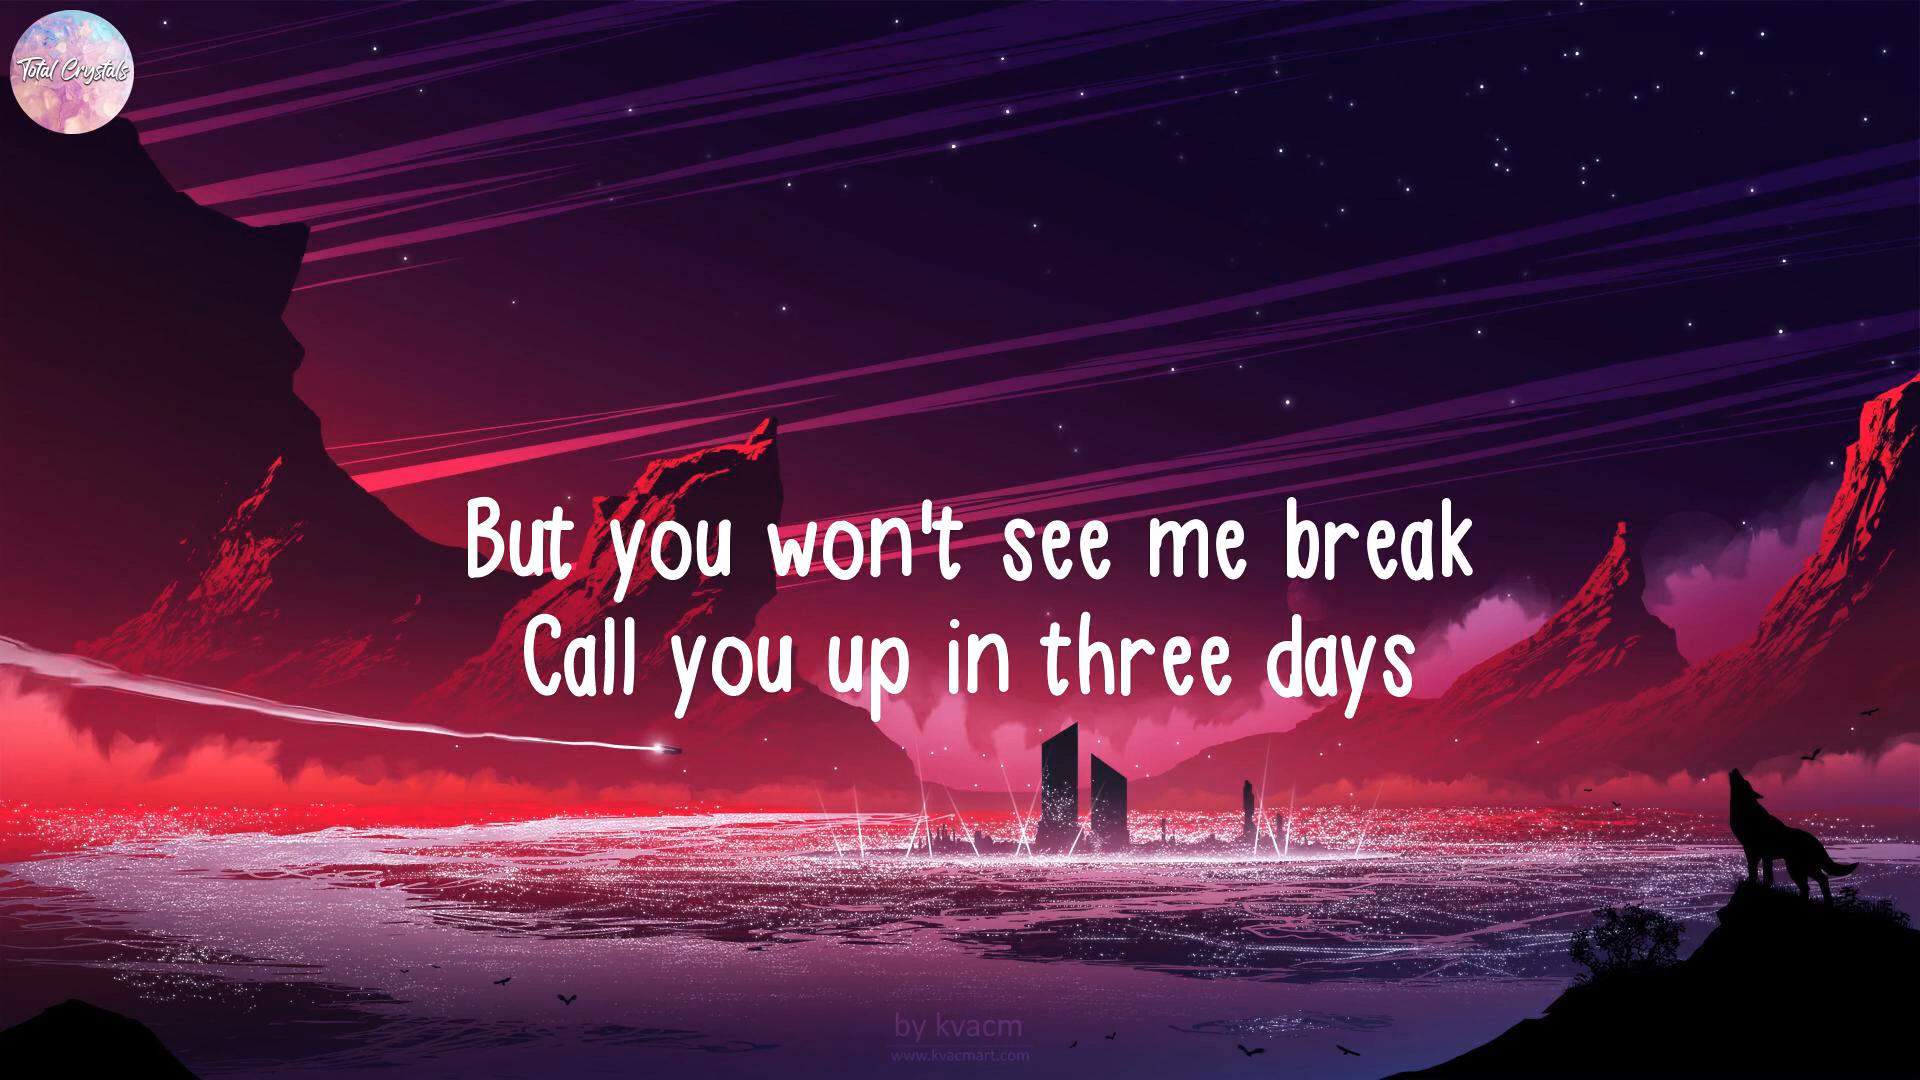 Total Crystals
But you won't see me break
Call you up in three days
by kvacm
www.kvacmart.com